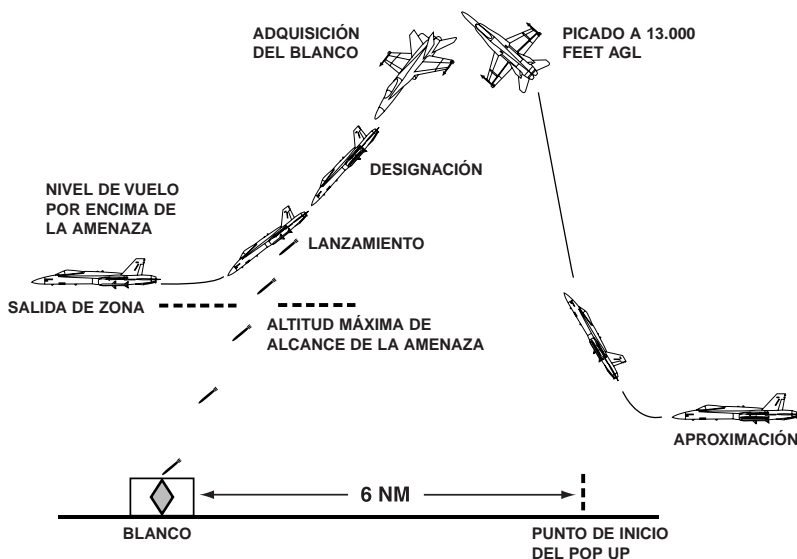 ADQUISICIÓN
DEL BLANCO
PICADO A 13.000
FEET AGL
DESIGNACIÓN
NIVEL DE VUELO
POR ENCIMA DE
LA AMENAZA
LANZAMIENTO
SALIDA DE ZONA
ALTITUD MÁXIMA DE
ALCANCE DE LA AMENAZA
APROXIMACIÓN
6 NM
BLANCO
PUNTO DE INICIO
DEL POP UP